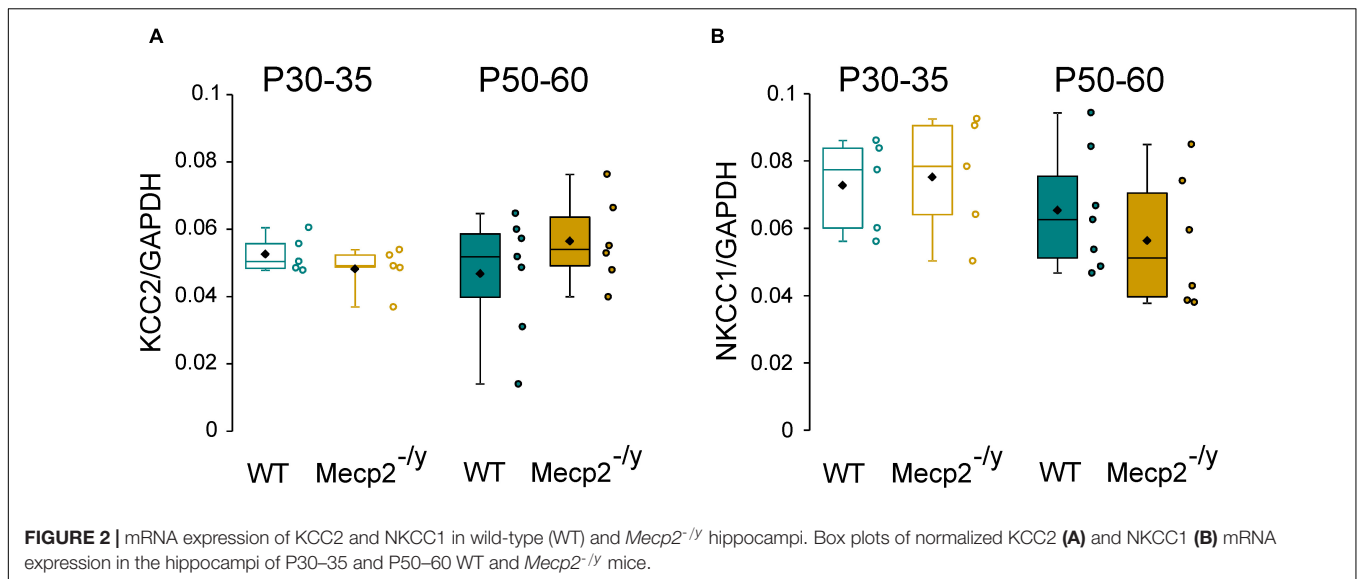 A
B
P30-35
P50-60
P30-35
P50-60
0.1
0.08
0.06
0.04
0.02
0
KCC2/GAPDH
0.1
0.08
0.06
0.04
0.02
0
NKCC1/GAPDH
WT
Mecp2-/y
WT
Mecp2-/y
WT
Mecp2-/y
WT
Mecp2-/y
FIGURE 2 | mRNA expression of KCC2 and NKCC1 in wild-type (WT) and Mecp2-/y hippocampi. Box plots of normalized KCC2 (A) and NKCC1 (B) mRNA
expression in the hippocampi of P30–35 and P50–60 WT and Mecp2-/y mice.